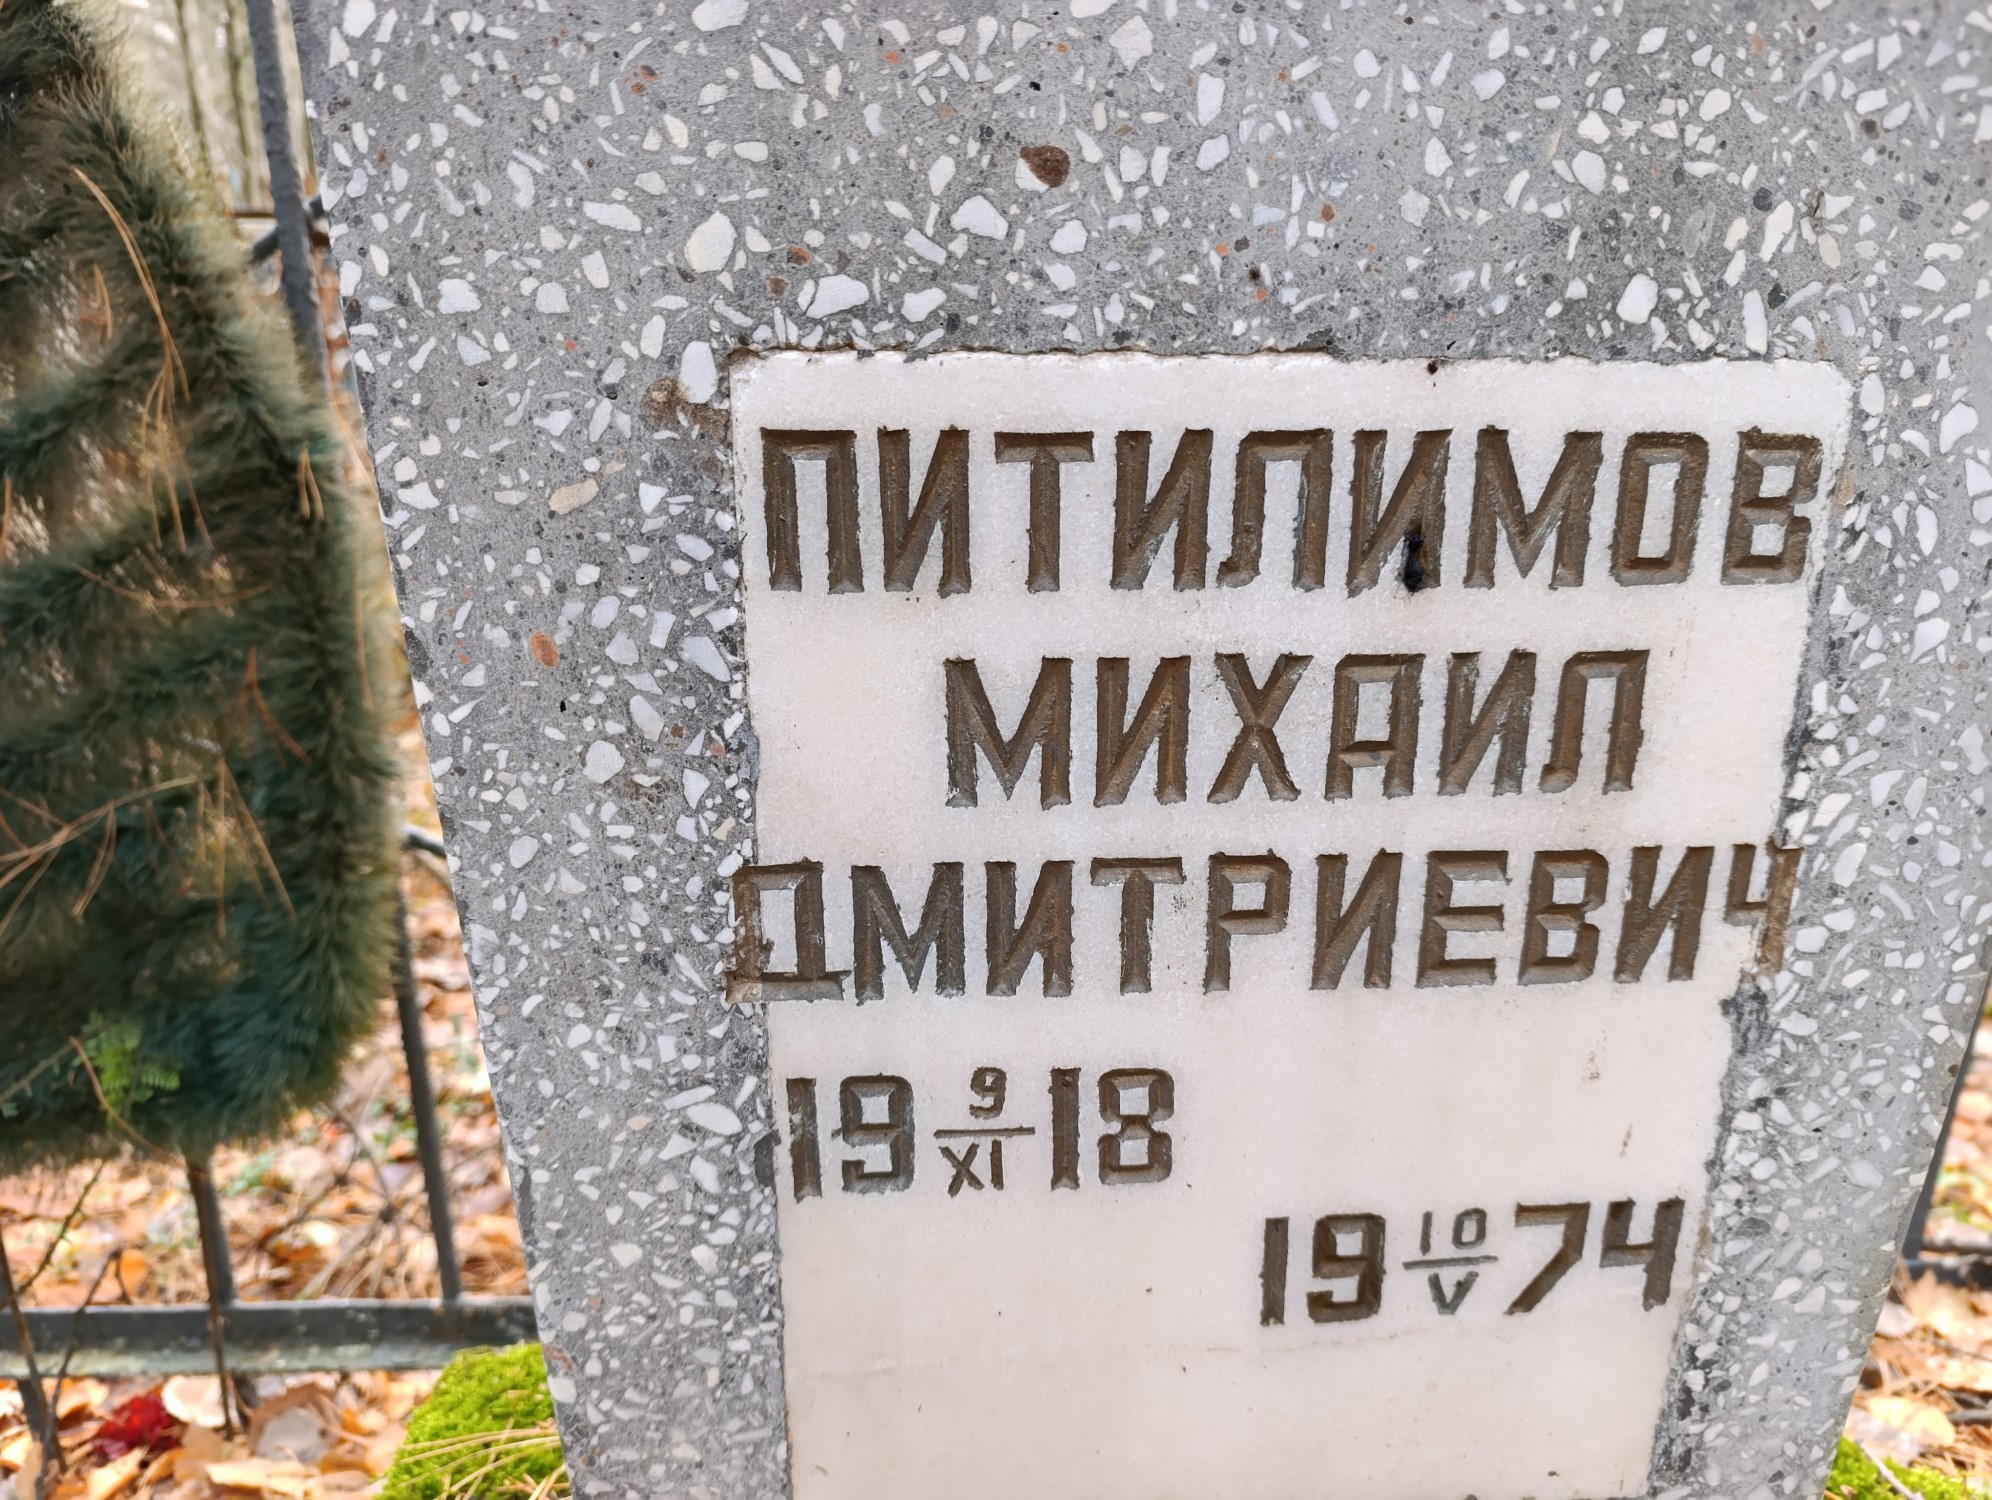 ПИТИЛИМОВ
МИХАИЛ
ДМИТРИЕВИЧ
19 9/XI 18
19 10/V 74